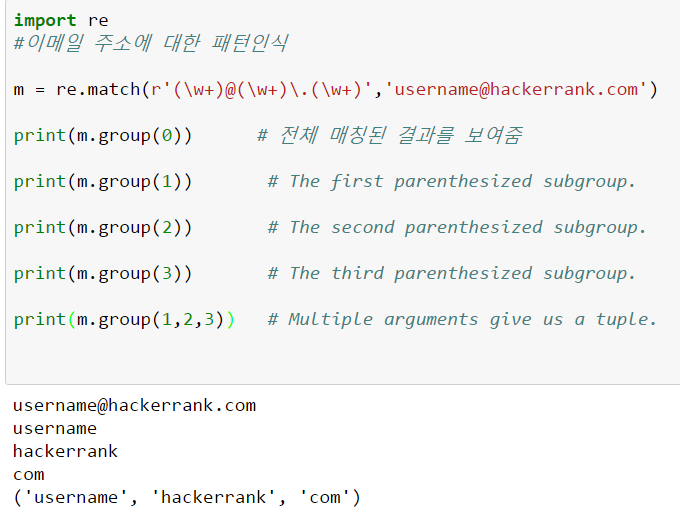 import re
#이메일 주소에 대한 패턴인식
m = re.match(r'(\w+)@(\w+)\.(\w+)','username@hackerrank.com')
print(m.group(0))      # 전체 매칭된 결과를 보여줌
print(m.group(1))       # The first parenthesized subgroup.
print(m.group(2))       # The second parenthesized subgroup.
print(m.group(3))       # The third parenthesized subgroup.
print(m.group(1,2,3))   # Multiple arguments give us a tuple.
username@hackerrank.com
username
hackerrank
com
('username', 'hackerrank', 'com')